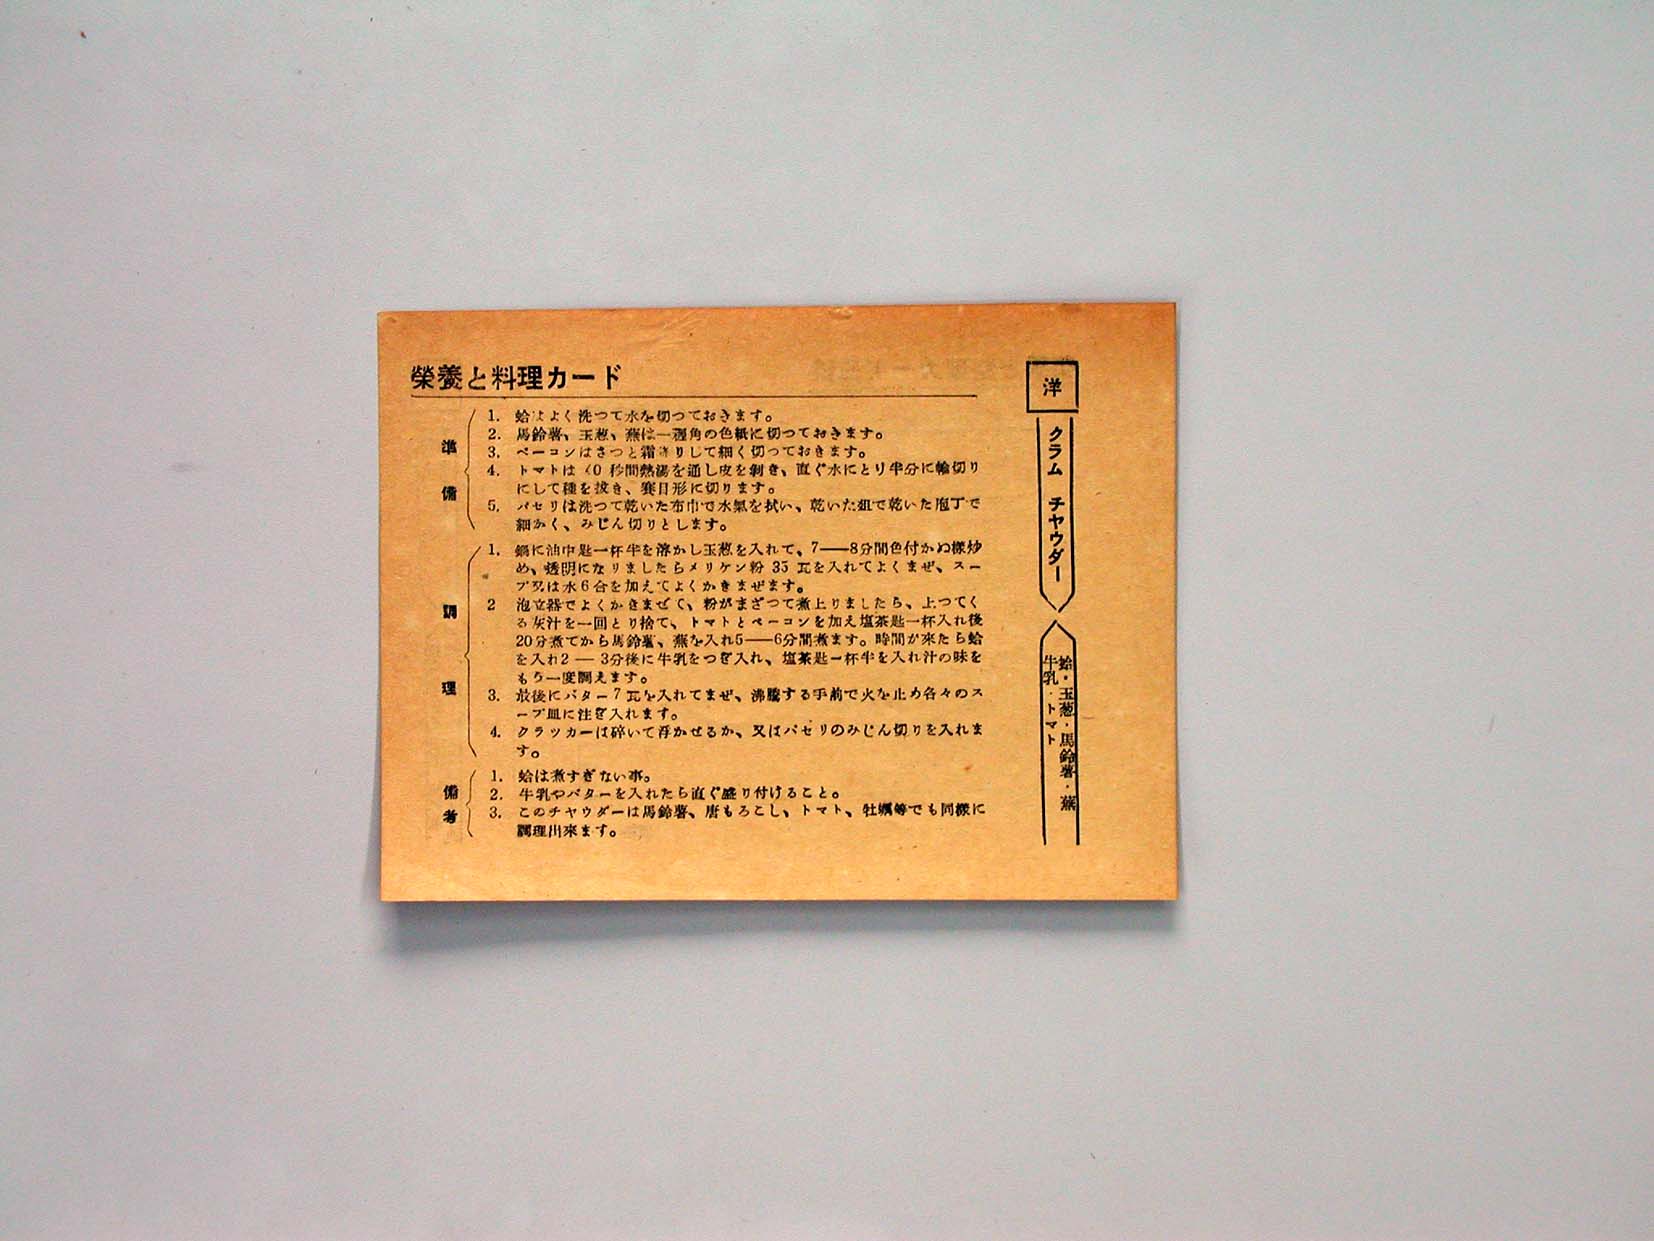 榮養と料理カード
洋
クラム チヤウダー
蛤・玉葱・馬鈴薯・蕪
牛乳・トマト
準備
1. 蛤はよく洗つて水を切つておきます。
2. 馬鈴薯、玉葱、蕪は一糎角の色紙に切つておきます。
3. ベーコンはさつと霜降りして細く切つておきます。
4. トマトは 秒間熱湯を通し皮を剥き、直ぐ水にとり半分に輪切り
にして種を拔き、賽目形に切ります。
5. パセリは洗つて乾いた布巾で水氣を拭い、乾いた俎で乾いた庖丁で
細かく、みじん切りとします。
調理
1. 鍋に油中匙一杯半を溶かし玉葱を入れて、7——8分間色付かぬ様炒
め、透明になりましたらメリケン粉 35 瓦を入れてよくまぜ、スー
プ又は水6合を加えてよくかきまぜます。
2 泡立器でよくかきまぜて、粉がまざつて煮上りましたら、上つてく
る灰汁を一回とり捨て、トマトとベーコンを加え塩茶匙一杯入れ後
20分煮てから馬鈴薯、蕪を入れ5——6分間煮ます。時間が来たら蛤
を入れ2 — 3分後に牛乳をつぎ入れ、塩茶匙一杯半を入れ汁の味を
もう一度調えます。
3. 最後にバター7瓦を入れてまぜ、沸騰する手前で火を止め各々のス
ープ皿に注ぎ入れます。
4. クラツカーは碎いて浮かせるか、又はパセリのみじん切りを入れま
す。
備考
1. 蛤は煮すぎない事。
2. 牛乳やバターを入れたら直ぐ盛り付けること。
3. このチヤウダーは馬鈴薯、唐もろこし、トマト、牡蠣等でも同様に
調理出來ます。